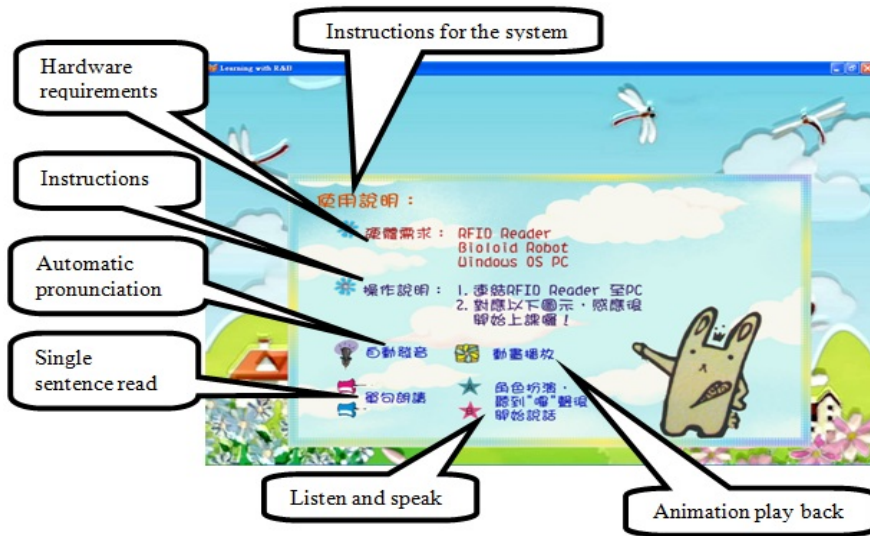 Instructions for the system
Hardware
requirements
Instructions
Automatic
pronunciation
Single
sentence read
Listen and speak
Animation play back
Learning with R&D
使用說明：
硬體需求： RFID Reader
Bioloid Robot
Windows OS PC
操作說明： 1. 連結RFID Reader 至PC
2. 對應以下圖示，感應後
開始上課囉！
自動發音 動畫播放
單句朗讀
角色扮演，
聽到"嗶"聲後
開始說話